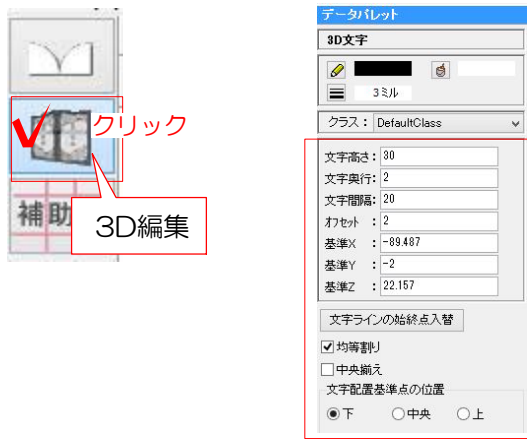 クリック
3D編集
補助
データパレット
3D文字
3ミル
クラス： DefaultClass
文字高さ： 30
文字奥行： 2
文字間隔： 20
オフセット ： 2
基準X ： -89.487
基準Y ： -2
基準Z ： 22.157
文字ラインの始終点入替
均等割り
中央揃え
文字配置基準点の位置
下 中央 上